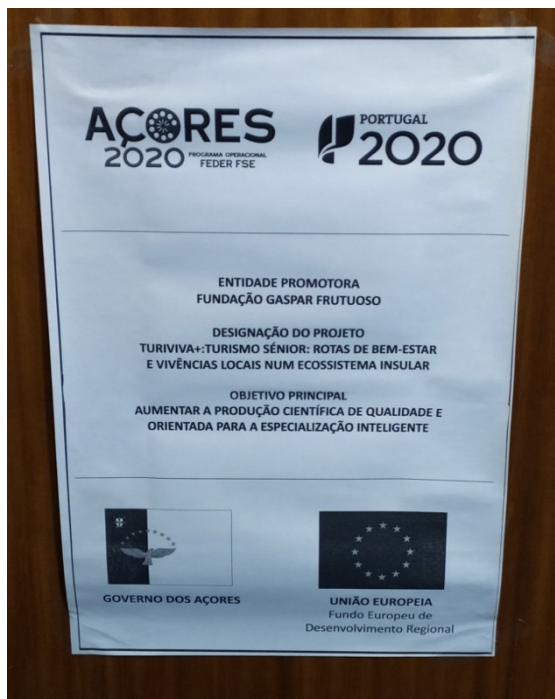 AÇORES
2020 PROGRAMA OPERACIONAL
FEDER FSE
PORTUGAL
2020
ENTIDADE PROMOTORA
FUNDAÇÃO GASPAR FRUTUOSO
DESIGNAÇÃO DO PROJETO
TURIVIVA+:TURISMO SÉNIOR: ROTAS DE BEM-ESTAR
E VIVÊNCIAS LOCAIS NUM ECOSSISTEMA INSULAR
OBJETIVO PRINCIPAL
AUMENTAR A PRODUÇÃO CIENTÍFICA DE QUALIDADE E
ORIENTADA PARA A ESPECIALIZAÇÃO INTELIGENTE
GOVERNO DOS AÇORES
UNIÃO EUROPEIA
Fundo Europeu de
Desenvolvimento Regional